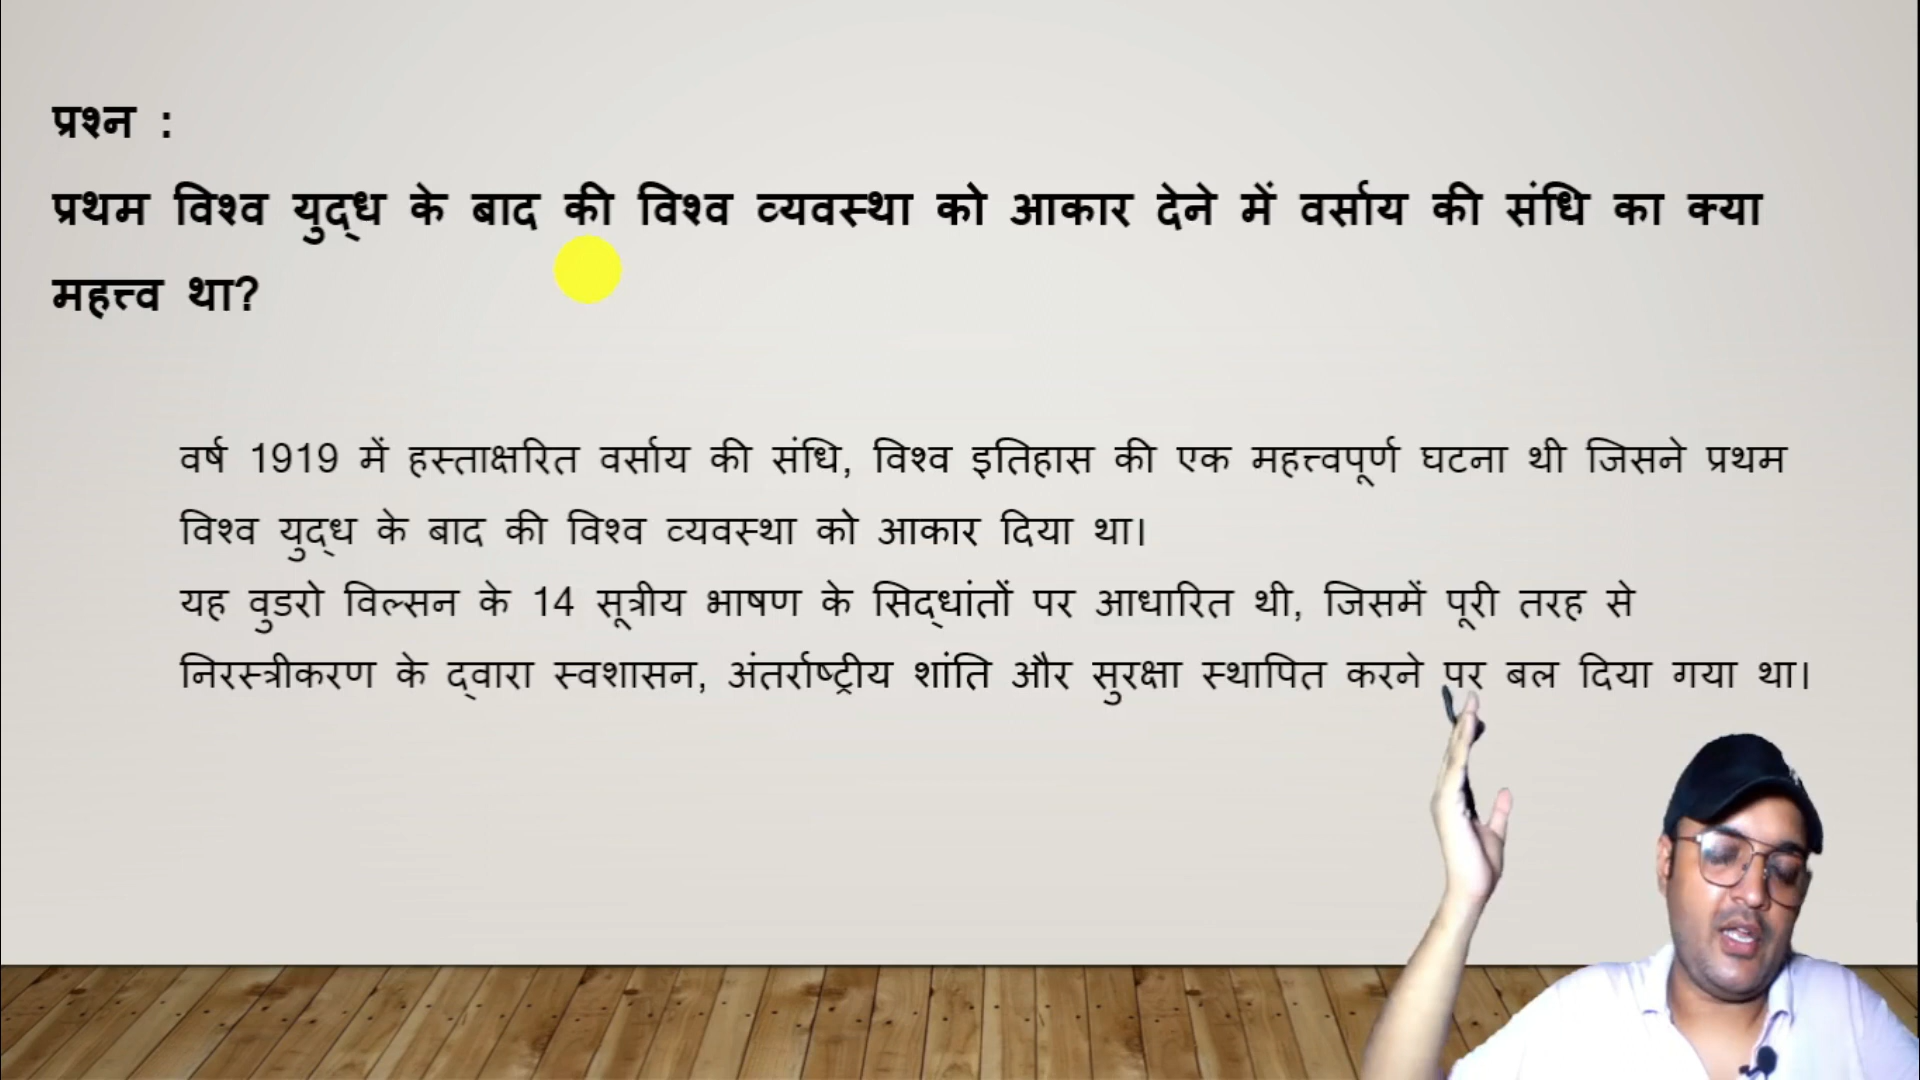 प्रश्न :
प्रथम विश्व युद्ध के बाद की विश्व व्यवस्था को आकार देने में वर्साय की संधि का क्या
महत्त्व था?
वर्ष 1919 में हस्ताक्षरित वर्साय की संधि, विश्व इतिहास की एक महत्त्वपूर्ण घटना थी जिसने प्रथम
विश्व युद्ध के बाद की विश्व व्यवस्था को आकार दिया था।
यह वुडरो विल्सन के 14 सूत्रीय भाषण के सिद्धांतों पर आधारित थी, जिसमें पूरी तरह से
निरस्त्रीकरण के द्वारा स्वशासन, अंतर्राष्ट्रीय शांति और सुरक्षा स्थापित करने पर बल दिया गया था।